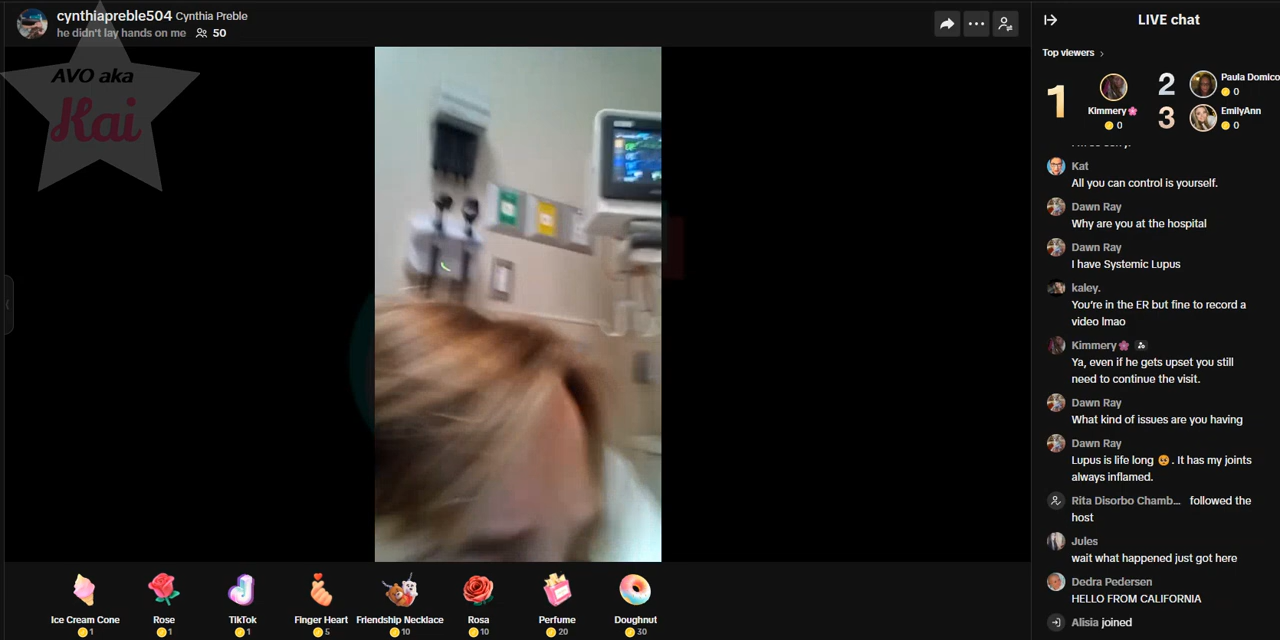 cynthiapreble504 Cynthia Preble
he didn't lay hands on me 50
AVO aka
Kai
LIVE chat
Top viewers
1
Kimmery
0
2
Paula Domico
0
3
EmilyAnn
0
Kat
All you can control is yourself.
Dawn Ray
Why are you at the hospital
Dawn Ray
I have Systemic Lupus
kaley.
You're in the ER but fine to record a
video lmao
Kimmery
Ya, even if he gets upset you still
need to continue the visit.
Dawn Ray
What kind of issues are you having
Dawn Ray
Lupus is life long 😢. It has my joints
always inflamed.
Rita Disorbo Chamb... followed the
host
Jules
wait what happened just got here
Dedra Pedersen
HELLO FROM CALIFORNIA
Alisia joined
Ice Cream Cone
1
Rose
1
TikTok
1
Finger Heart
5
Friendship Necklace
10
Rosa
10
Perfume
20
Doughnut
30